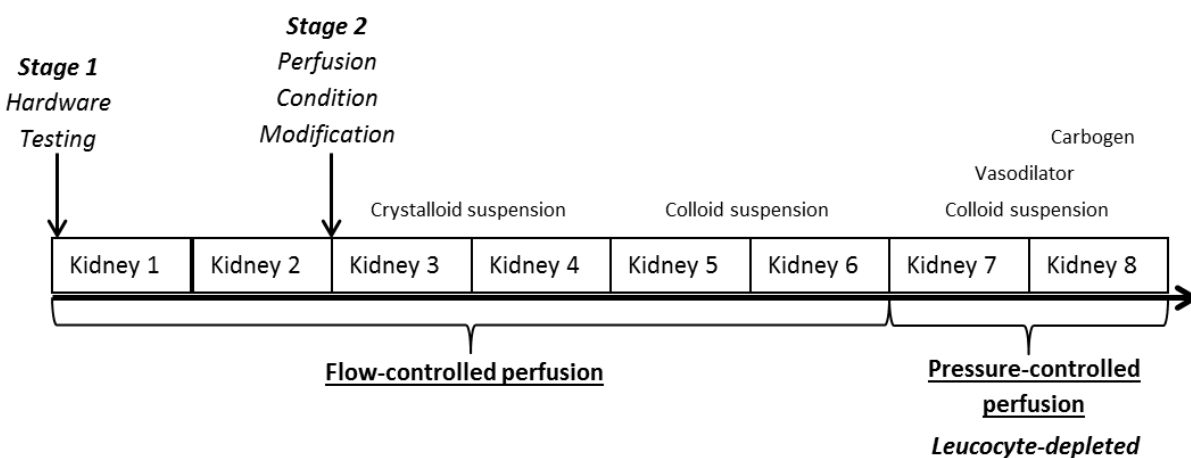 Stage 1
Hardware
Testing
Stage 2
Perfusion
Condition
Modification
Carbogen
Vasodilator
Crystalloid suspension
Colloid suspension
Colloid suspension
Kidney 1
Kidney 2
Kidney 3
Kidney 4
Kidney 5
Kidney 6
Kidney 7
Kidney 8
Flow-controlled perfusion
Pressure-controlled
perfusion
Leucocyte-depleted